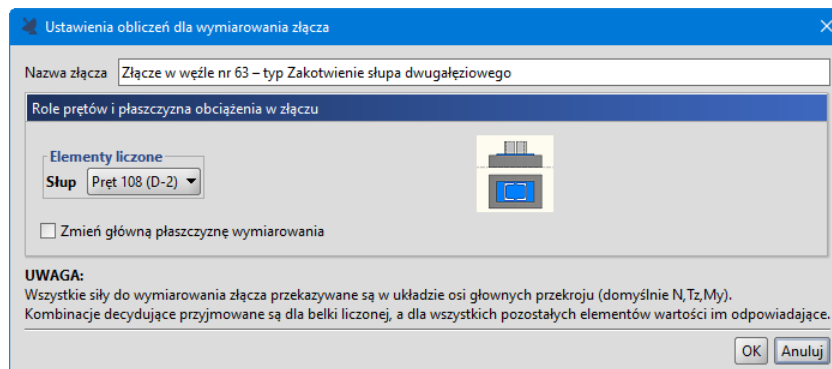 Ustawienia obliczeń dla wymiarowania złącza
Nazwa złącza Złącze w węźle nr 63 – typ Zakotwienie słupa dwugałęziowego
Role prętów i płaszczyzna obciążenia w złączu
Elementy liczone
Słup Pręt 108 (D-2)
Zmień główną płaszczyznę wymiarowania
UWAGA:
Wszystkie siły do wymiarowania złącza przekazywane są w układzie osi głownych przekroju (domyślnie N,Tz,My).
Kombinacje decydujące przyjmowane są dla belki liczonej, a dla wszystkich pozostałych elementów wartości im odpowiadające.
OK Anuluj